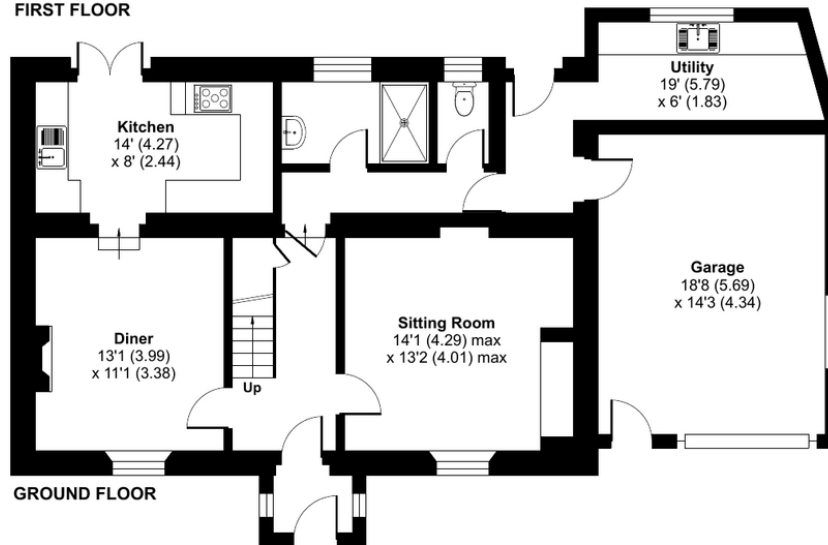 FIRST FLOOR
Utility
19' (5.79)
x 6' (1.83)
Kitchen
14' (4.27)
x 8' (2.44)
Garage
18'8 (5.69)
x 14'3 (4.34)
Diner
13'1 (3.99)
x 11'1 (3.38)
Sitting Room
14'1 (4.29) max
x 13'2 (4.01) max
Up
GROUND FLOOR